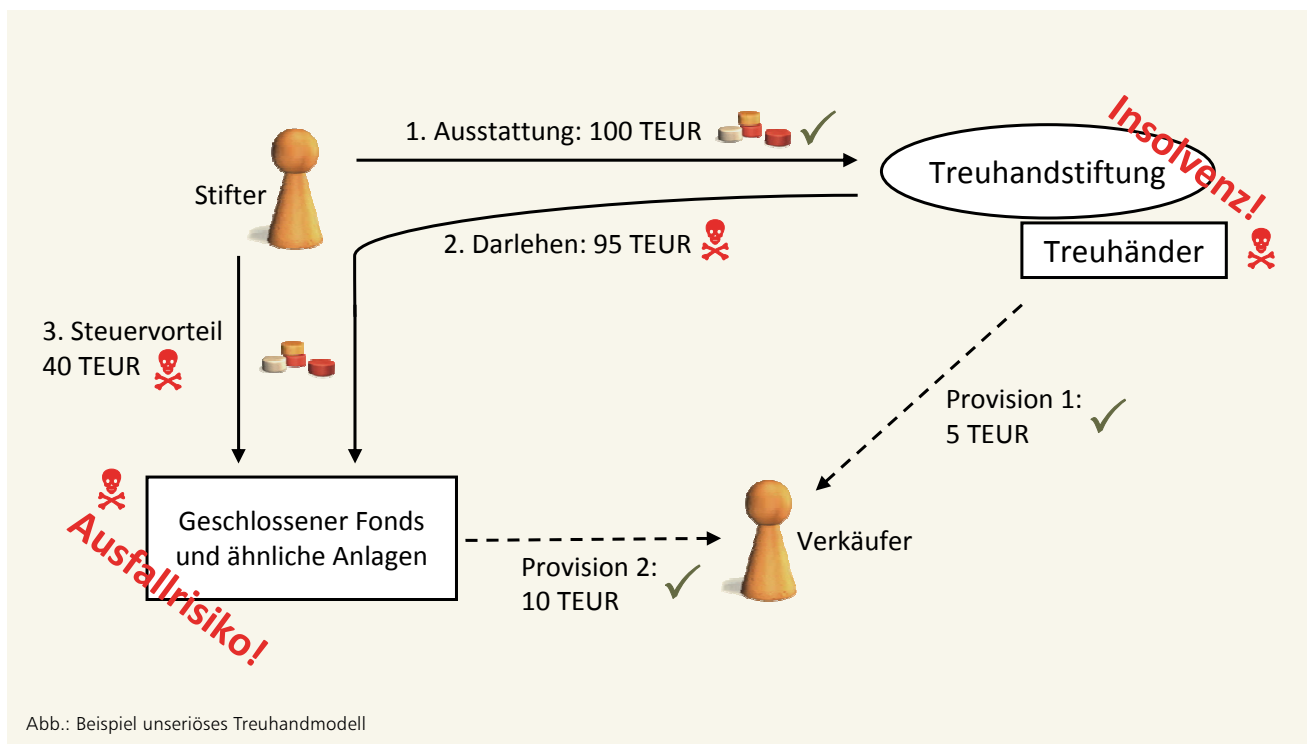 1. Ausstattung: 100 TEUR
Insolvenz!
Treuhandstiftung
Stifter
2. Darlehen: 95 TEUR
Treuhänder
3. Steuervorteil
40 TEUR
Provision 1:
5 TEUR
Ausfallrisiko!
Geschlossener Fonds
und ähnliche Anlagen
Verkäufer
Provision 2:
10 TEUR
Abb.: Beispiel unseriöses Treuhandmodell